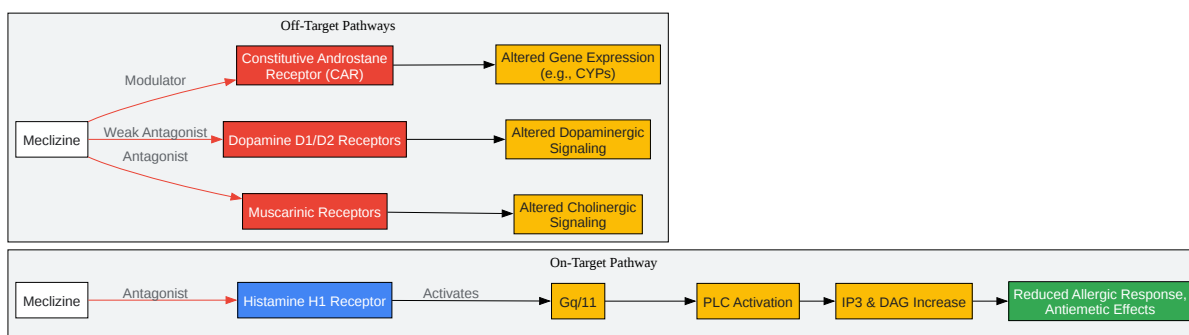 Off-Target Pathways
Constitutive Androstane
Receptor (CAR)
Altered Gene Expression
(e.g., CYPs)
Modulator
Meclizine
Weak Antagonist
Dopamine D1/D2 Receptors
Altered Dopaminergic
Signaling
Antagonist
Muscarinic Receptors
Altered Cholinergic
Signaling
On-Target Pathway
Meclizine
Antagonist
Histamine H1 Receptor
Activates
Gq/11
PLC Activation
IP3 & DAG Increase
Reduced Allergic Response,
Antiemetic Effects